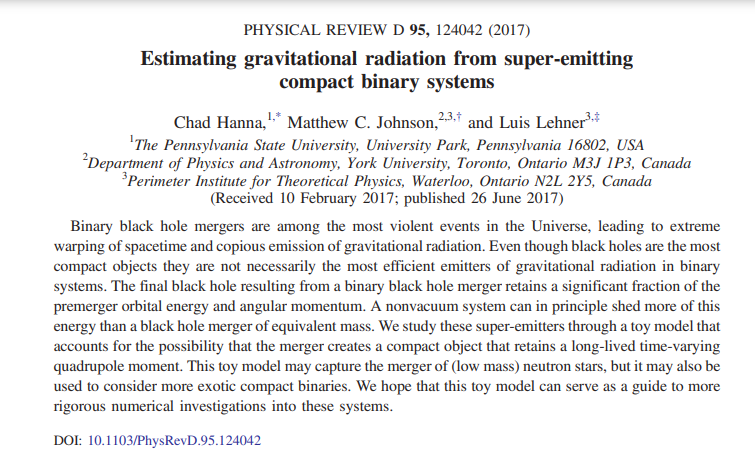 PHYSICAL REVIEW D 95, 124042 (2017)
Estimating gravitational radiation from super-emitting
compact binary systems
Chad Hanna,1,* Matthew C. Johnson,2,3,† and Luis Lehner3,‡
1The Pennsylvania State University, University Park, Pennsylvania 16802, USA
2Department of Physics and Astronomy, York University, Toronto, Ontario M3J 1P3, Canada
3Perimeter Institute for Theoretical Physics, Waterloo, Ontario N2L 2Y5, Canada
(Received 10 February 2017; published 26 June 2017)
Binary black hole mergers are among the most violent events in the Universe, leading to extreme
warping of spacetime and copious emission of gravitational radiation. Even though black holes are the most
compact objects they are not necessarily the most efficient emitters of gravitational radiation in binary
systems. The final black hole resulting from a binary black hole merger retains a significant fraction of the
premerger orbital energy and angular momentum. A nonvacuum system can in principle shed more of this
energy than a black hole merger of equivalent mass. We study these super-emitters through a toy model that
accounts for the possibility that the merger creates a compact object that retains a long-lived time-varying
quadrupole moment. This toy model may capture the merger of (low mass) neutron stars, but it may also be
used to consider more exotic compact binaries. We hope that this toy model can serve as a guide to more
rigorous numerical investigations into these systems.
DOI: 10.1103/PhysRevD.95.124042